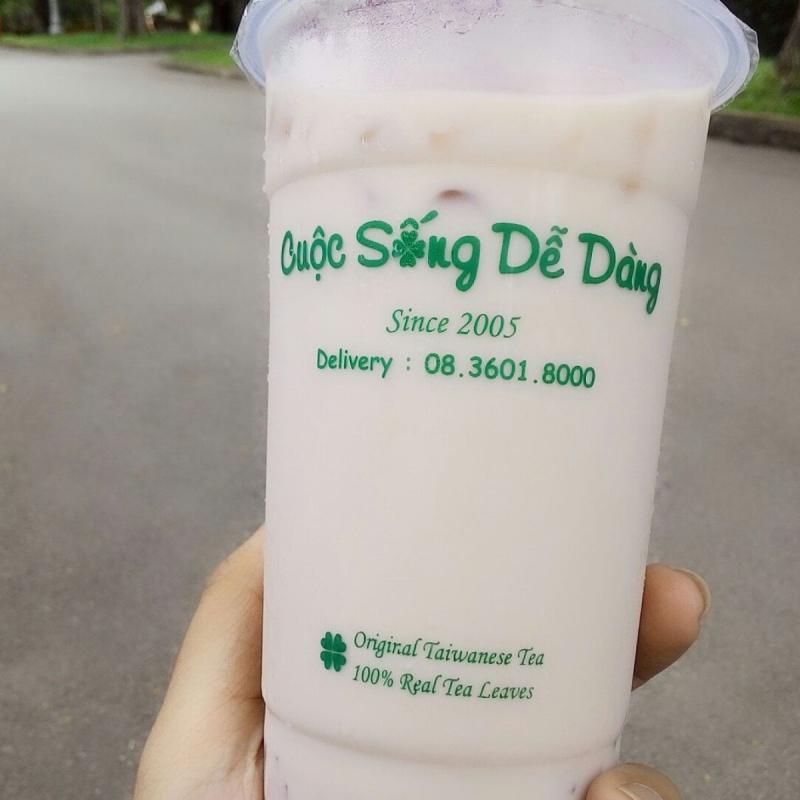 Cuộc Sống Dễ Dàng
Since 2005
Delivery : 08.3601.8000
Original Taiwanese Tea
100% Real Tea Leaves